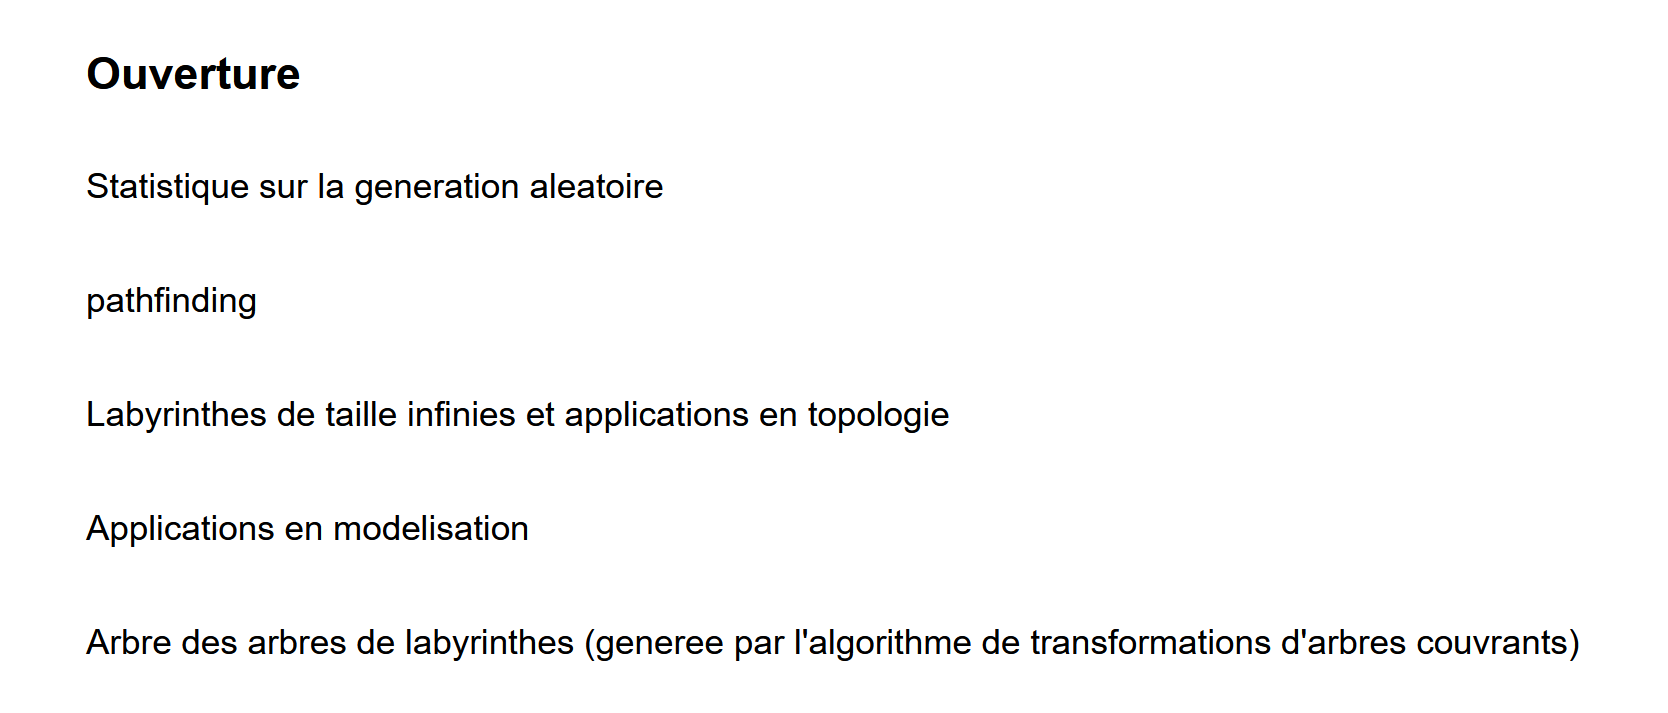 Ouverture
Statistique sur la generation aleatoire
pathfinding
Labyrinthes de taille infinies et applications en topologie
Applications en modelisation
Arbre des arbres de labyrinthes (generee par l'algorithme de transformations d'arbres couvrants)